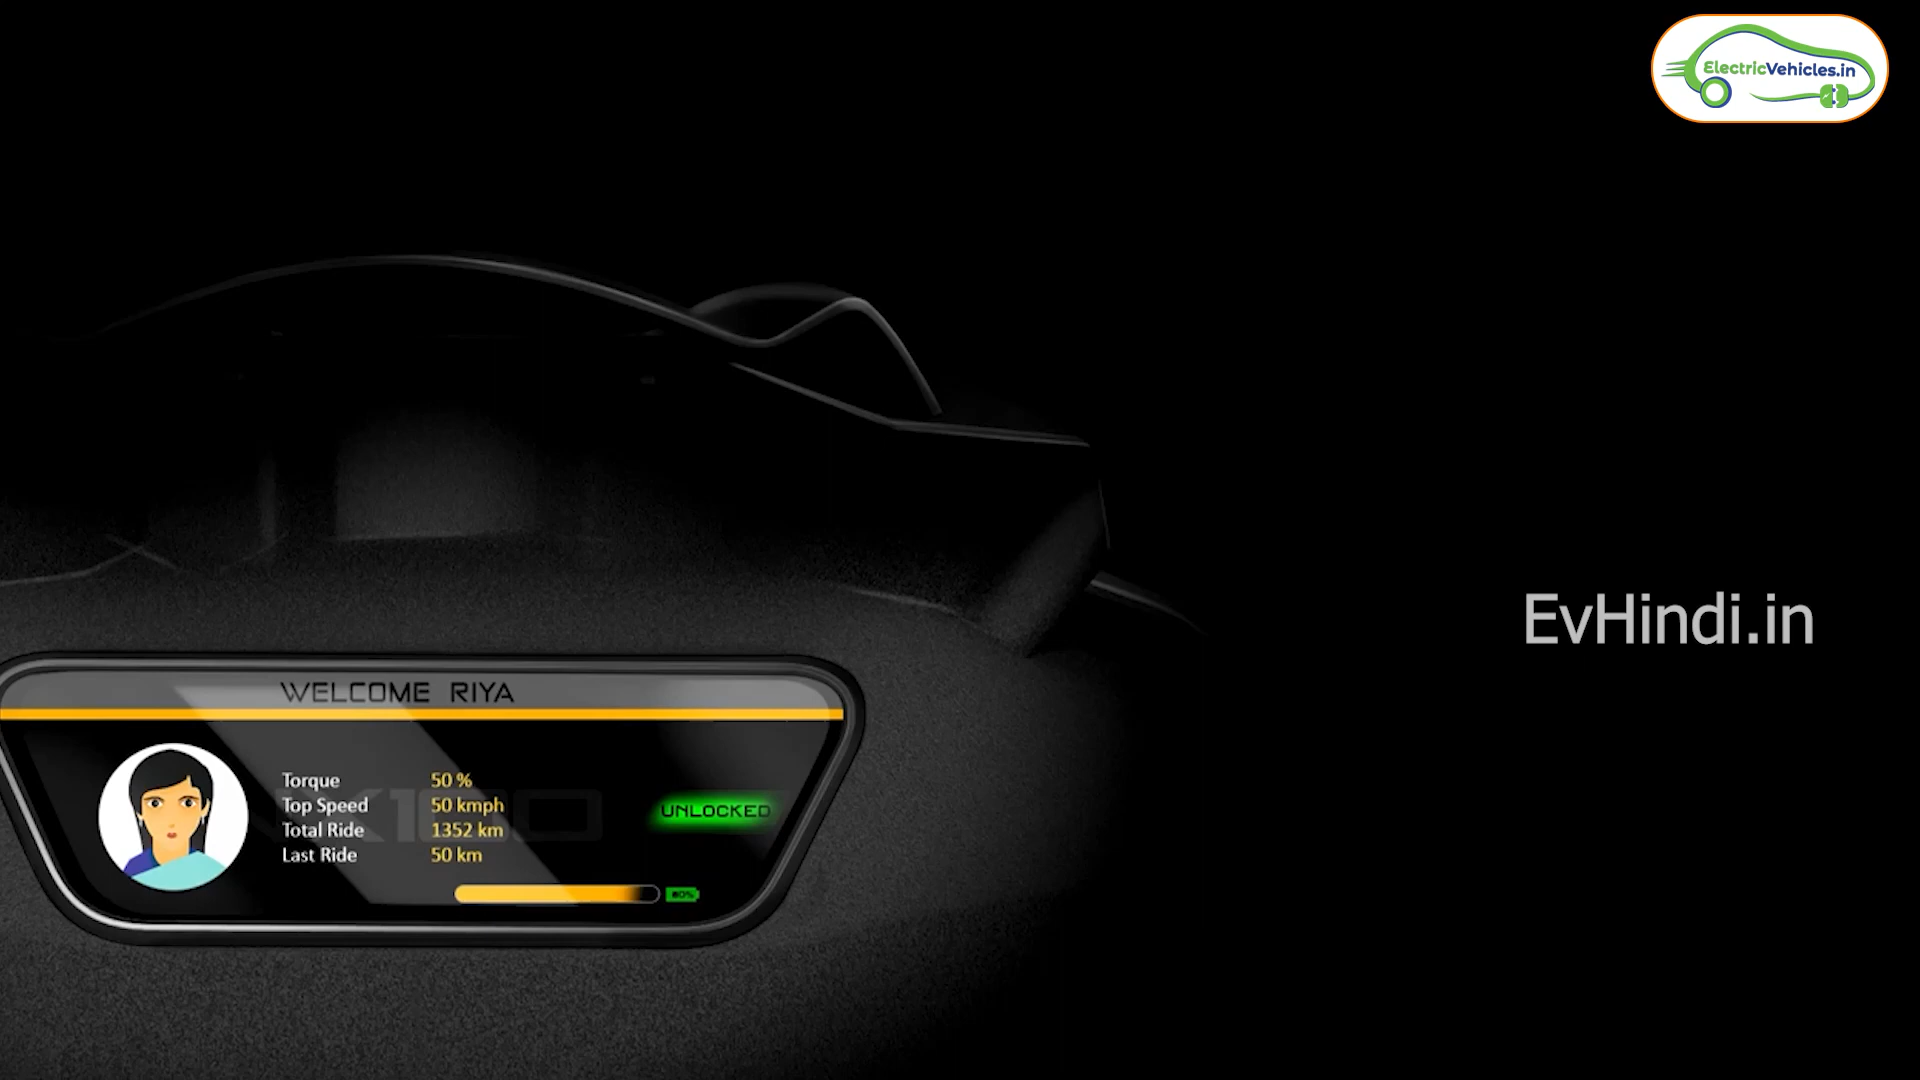 ElectricVehicles.in
EvHindi.in
WELCOME RIYA
Torque 50 %
Top Speed 50 kmph
Total Ride 1352 km
Last Ride 50 km
UNLOCKED
80%